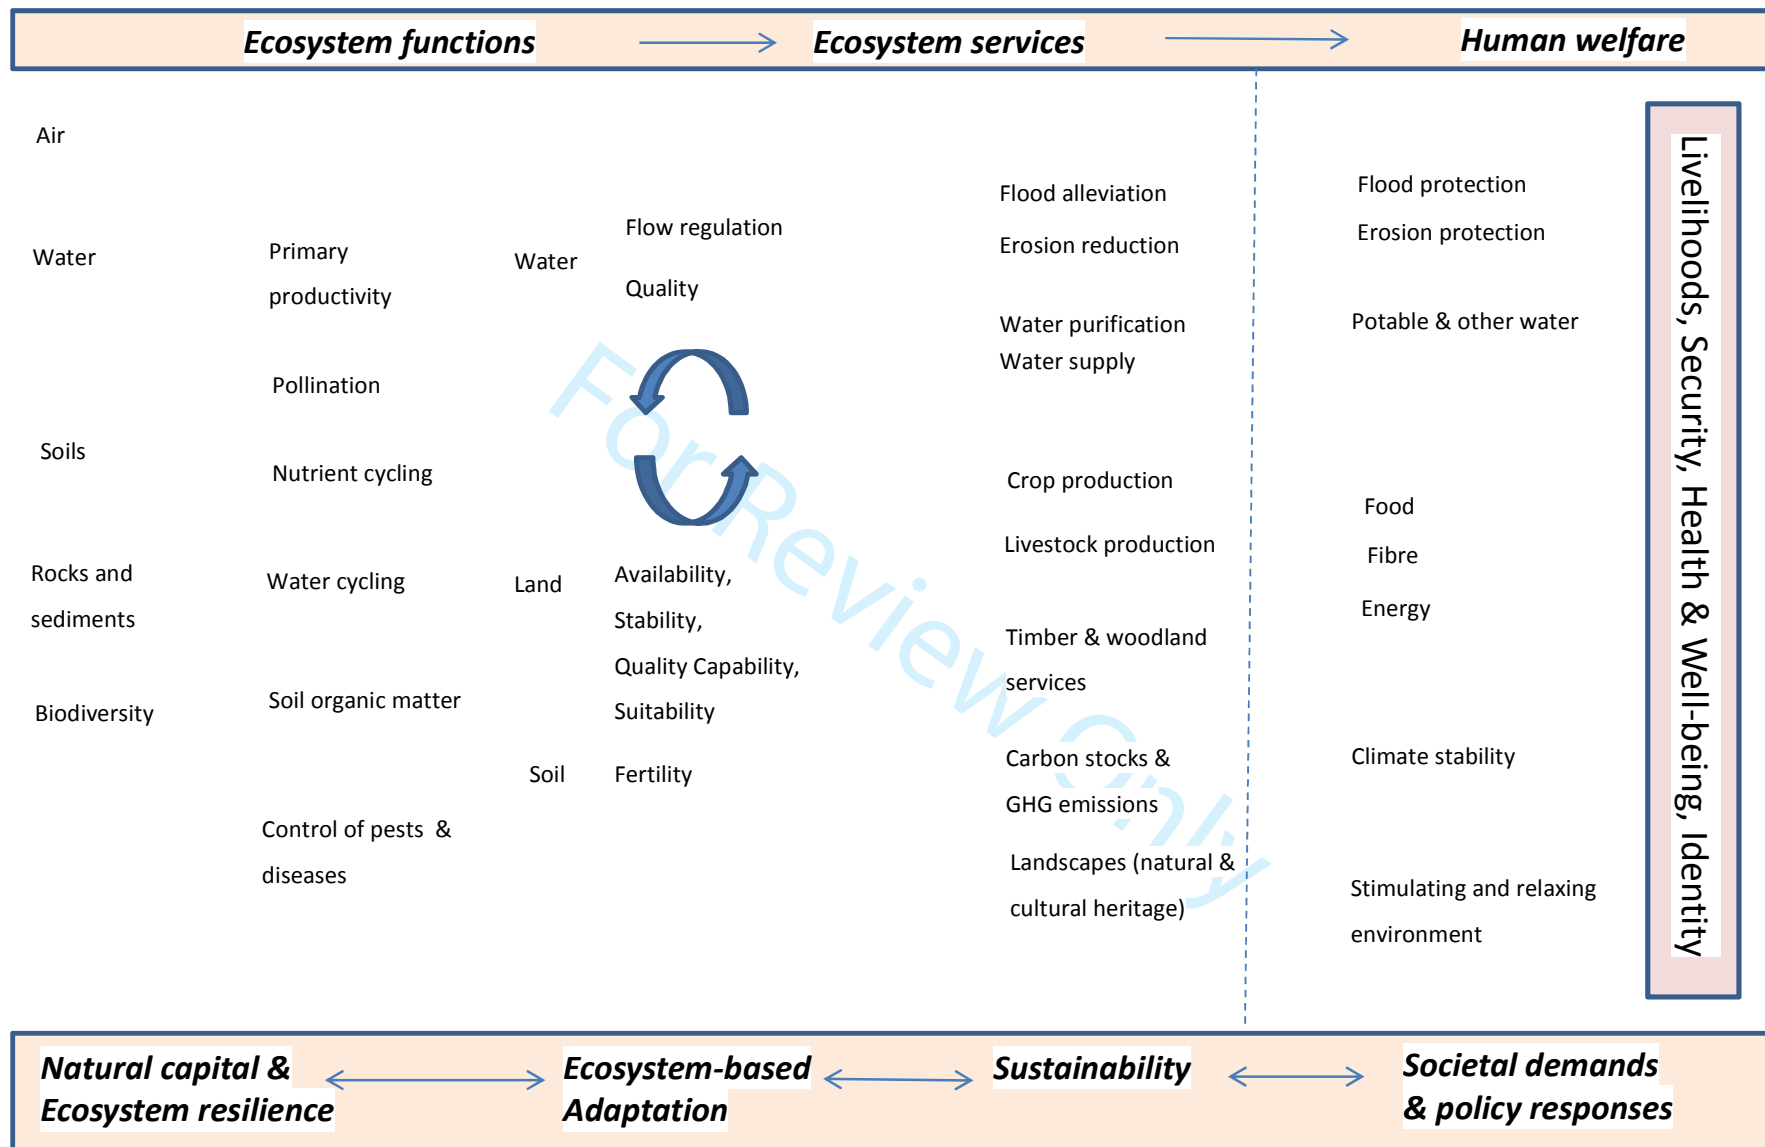 Ecosystem functions
Ecosystem services
Human welfare
Air
Water
Soils
Rocks and
sediments
Biodiversity
Primary
productivity
Pollination
Nutrient cycling
Water cycling
Soil organic matter
Control of pests &
diseases
Water
Flow regulation
Quality
Land
Availability,
Stability,
Quality Capability,
Suitability
Soil
Fertility
Flood alleviation
Erosion reduction
Water purification
Water supply
Crop production
Livestock production
Timber & woodland
services
Carbon stocks &
GHG emissions
Landscapes (natural &
cultural heritage)
Flood protection
Erosion protection
Potable & other water
Food
Fibre
Energy
Climate stability
Stimulating and relaxing
environment
Livelihoods, Security, Health & Well-being, Identity
For Review Only
Natural capital &
Ecosystem resilience
Ecosystem-based
Adaptation
Sustainability
Societal demands
& policy responses